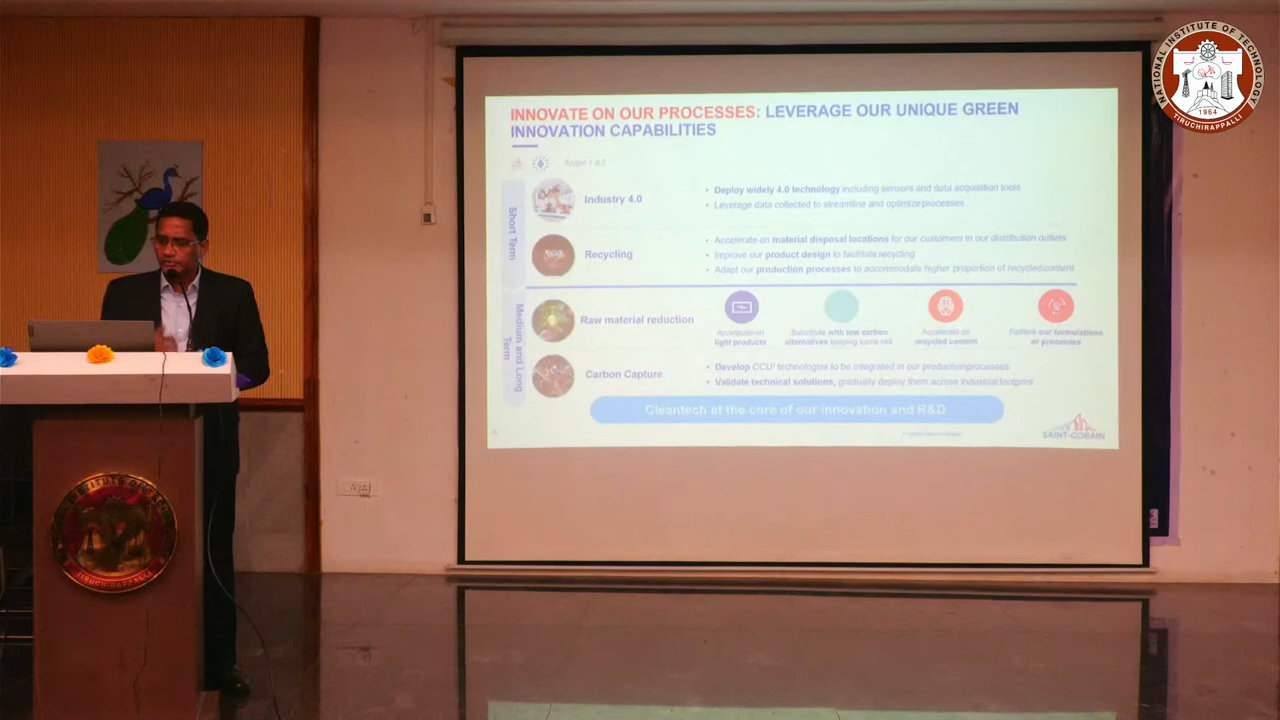 INNOVATE ON OUR PROCESSES: LEVERAGE OUR UNIQUE GREEN
INNOVATION CAPABILITIES
Short Term
Industry 4.0
• Deploy widely 4.0 technology including sensors and data acquisition tools
• Leverage data collected to streamline and optimize processes
Recycling
• Accelerate on material disposal locations for our customers in our distribution outlets
• Improve our product design to facilitate recycling
• Adapt our production processes to accommodate higher proportion of recycled content
Medium and Long
Term
Raw material reduction
Accelerate on
light products
Substitute with low carbon
alternatives keeping same
Accelerate on
recycled content
Rethink our formulations
or processes
Carbon Capture
• Develop CCU technologies to be integrated in our production processes
• Validate technical solutions, gradually deploy them across industrial footprint
Cleantech at the core of our innovation and R&D
SAINT-GOBAIN
NATIONAL INSTITUTE OF TECHNOLOGY
1964
TIRUCHIRAPPALLI
INSTITUTE OF TECHNOLOGY
TIRUCHIRAPPALLI